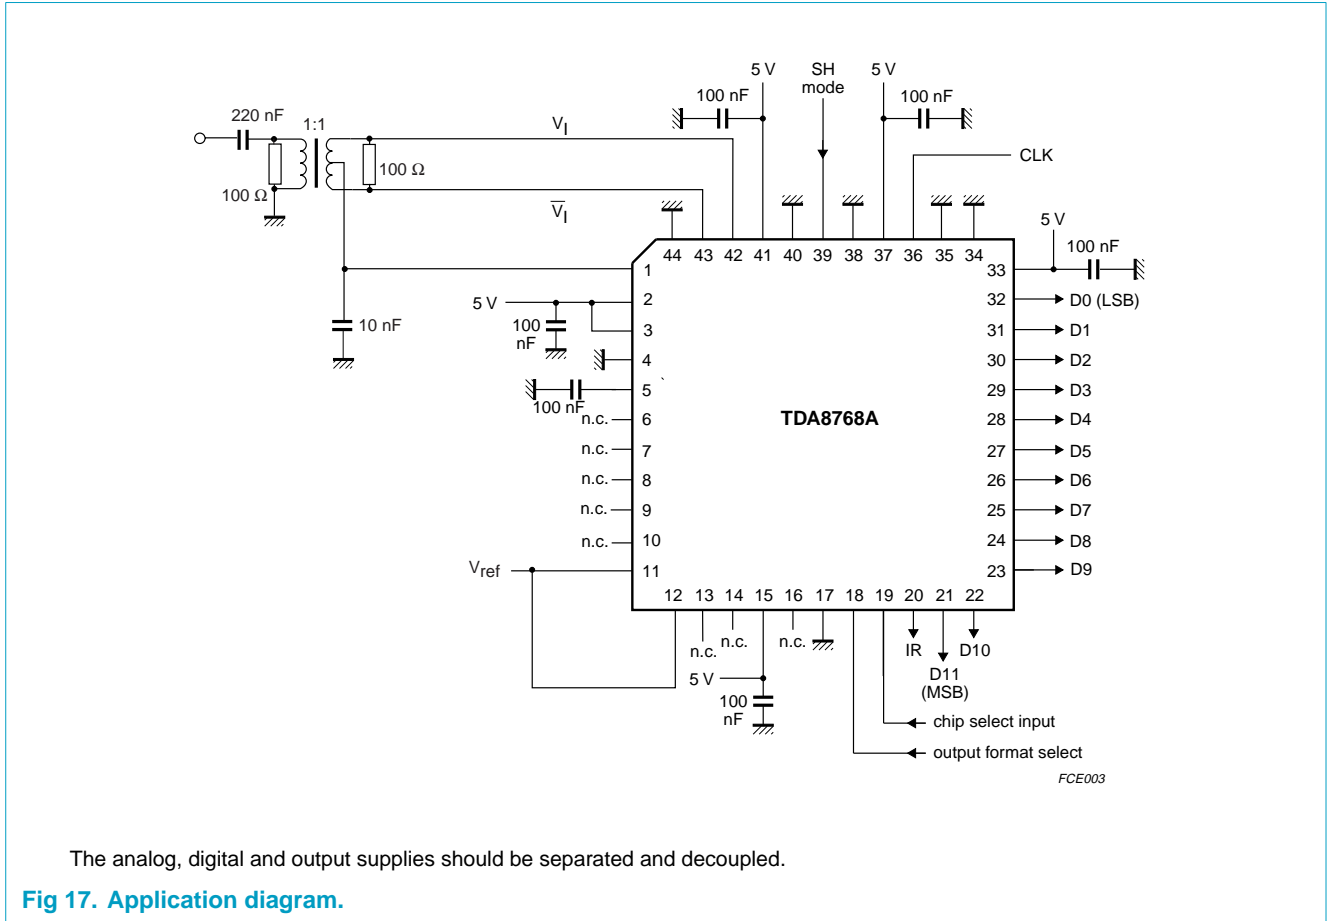 5 V
SH
mode
5 V
100 nF
100 nF
220 nF
1:1
V_I
CLK
100 Ω
100 Ω
V̅_I
5 V
100 nF
44 43 42 41 40 39 38 37 36 35 34
1
33
2
32
D0 (LSB)
5 V
3
31
D1
100
nF
10 nF
4
30
D2
5
`
29
D3
100 nF
n.c.
6
TDA8768A
28
D4
n.c.
7
27
D5
n.c.
8
26
D6
n.c.
9
25
D7
n.c.
10
24
D8
Vref
11
23
D9
12 13 14 15 16 17 18 19 20 21 22
n.c.
n.c.
n.c.
IR
D10
D11
(MSB)
5 V
100
nF
chip select input
output format select
FCE003
The analog, digital and output supplies should be separated and decoupled.
Fig 17. Application diagram.